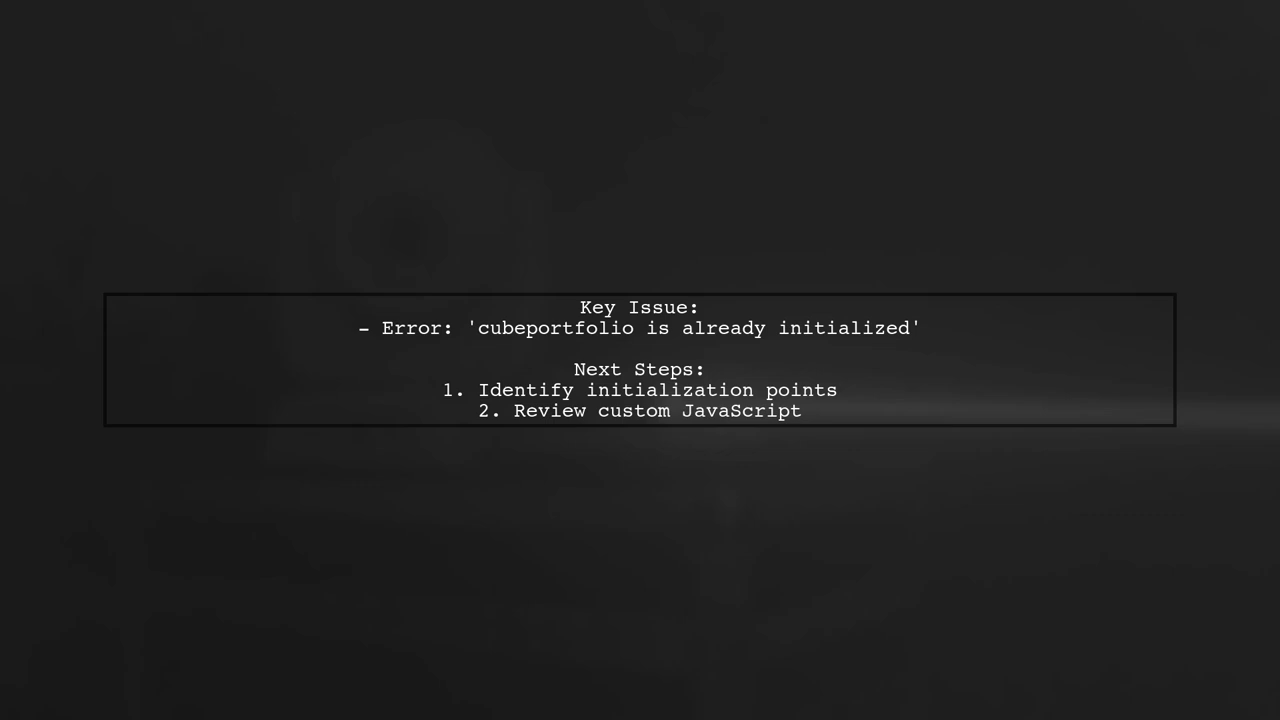 Key Issue:
- Error: 'cubeportfolio is already initialized'
Next Steps:
1. Identify initialization points
2. Review custom JavaScript